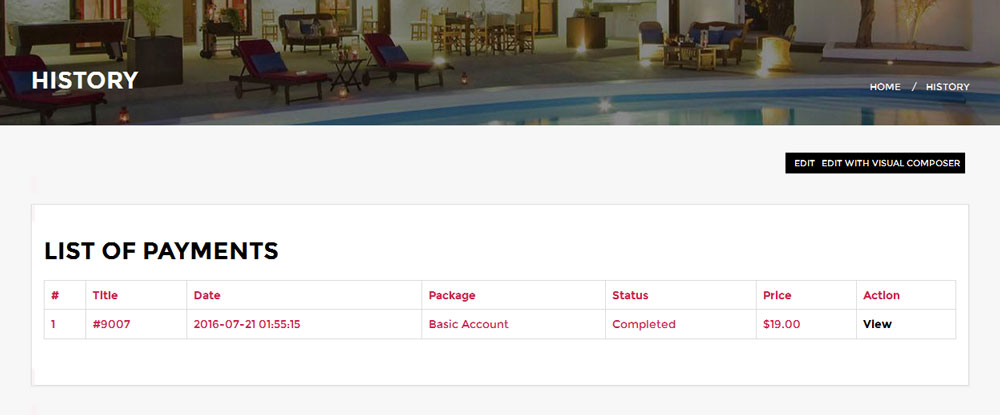 HISTORY
HOME / HISTORY
EDIT EDIT WITH VISUAL COMPOSER
LIST OF PAYMENTS
# Title Date Package Status Price Action
1 #9007 2016-07-21 01:55:15 Basic Account Completed $19.00 View